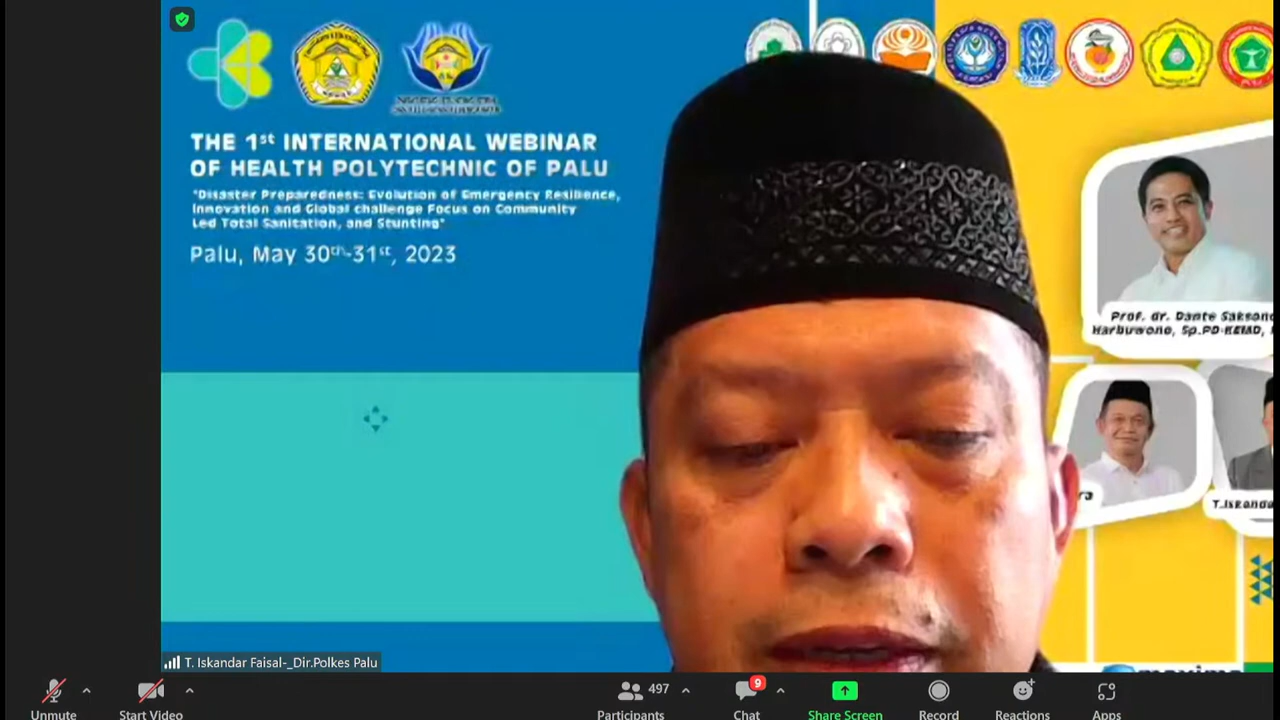 THE 1st INTERNATIONAL WEBINAR
OF HEALTH POLYTECHNIC OF PALU
"Disaster Preparedness: Evolution of Emergency Resilience,
Innovation and Global challenge Focus on Community
Led Total Sanitation, and Stunting"
Palu, May 30th-31st, 2023
Prof. dr. Dante Saksono
Harbuwono, Sp.PD-KEMD,
ra
T.Iskanda
T. Iskandar Faisal-_Dir.Polkes Palu
Unmute
Start Video
497
Participants
9
Chat
Share Screen
Record
Reactions
Apps